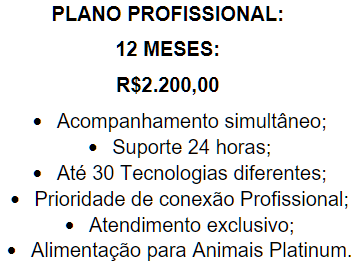 PLANO PROFISSIONAL:
12 MESES:
R$2.200,00
• Acompanhamento simultâneo;
• Suporte 24 horas;
• Até 30 Tecnologias diferentes;
• Prioridade de conexão Profissional;
• Atendimento exclusivo;
• Alimentação para Animais Platinum.